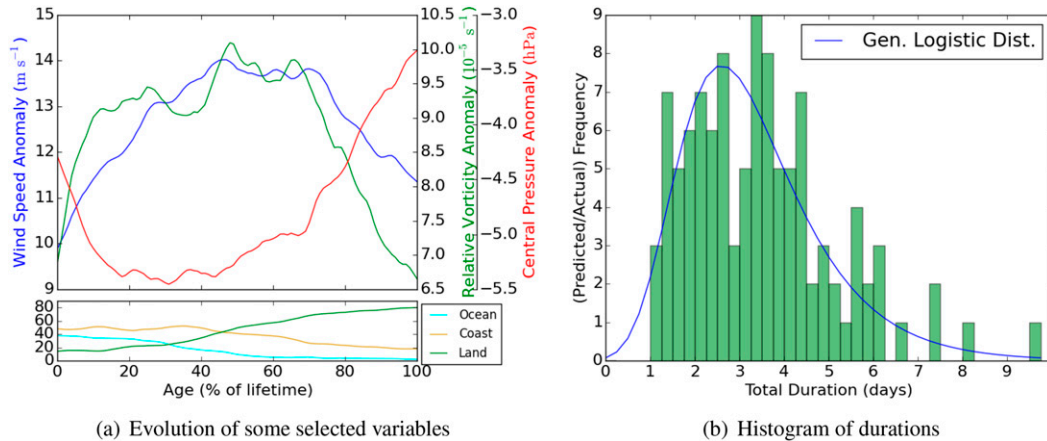 15
14
13
12
11
10
9
Wind Speed Anomaly (m s⁻¹)
10.5
10.0
9.5
9.0
8.5
8.0
7.5
7.0
6.5
Relative Vorticity Anomaly (10⁻⁵ s⁻¹)
−3.0
−3.5
−4.0
−4.5
−5.0
−5.5
Central Pressure Anomaly (hPa)
80
60
40
20
0
Ocean
Coast
Land
0 20 40 60 80 100
Age (% of lifetime)
(a) Evolution of some selected variables
9
8
7
6
5
4
3
2
1
0
(Predicted/Actual) Frequency
Gen. Logistic Dist.
0 1 2 3 4 5 6 7 8 9
Total Duration (days)
(b) Histogram of durations